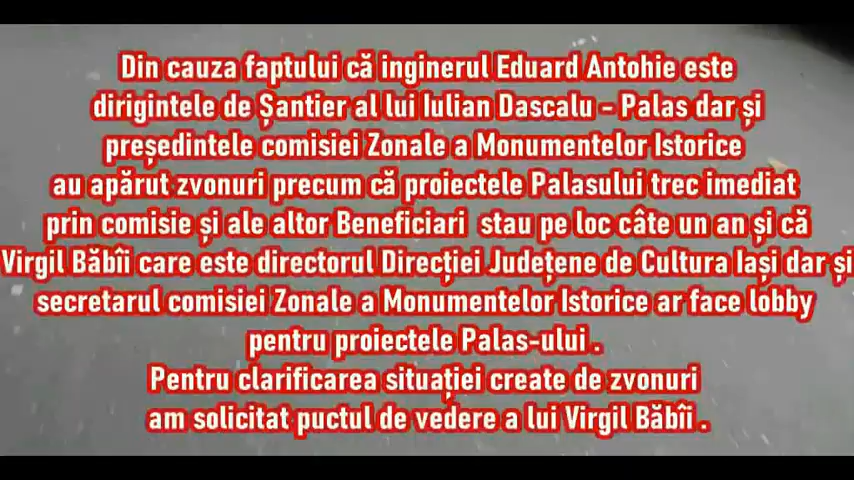 Din cauza faptului că inginerul Eduard Antohie este
dirigintele de Șantier al lui Iulian Dascalu - Palas dar și
președintele comisiei Zonale a Monumentelor Istorice
au apărut zvonuri precum că proiectele Palasului trec imediat
prin comisie și ale altor Beneficiari stau pe loc câte un an și că
Virgil Băbîi care este directorul Direcției Județene de Cultura Iași dar și
secretarul comisiei Zonale a Monumentelor Istorice ar face lobby
pentru proiectele Palas-ului .
Pentru clarificarea situației create de zvonuri
am solicitat puctul de vedere a lui Virgil Băbîi .